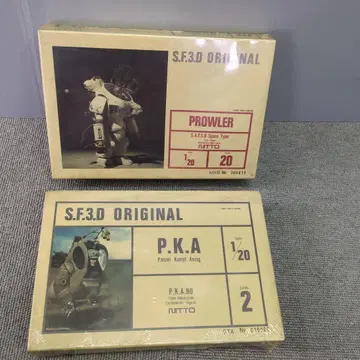 S.F.3.D ORIGINAL
PROWLER
S.A.F.S.R Space Type
NITTO
1/20
20
S.F.3.D ORIGINAL
P.K.A
Panzer Kampf Anzug
1/20
P.K.A.
NITTO
2